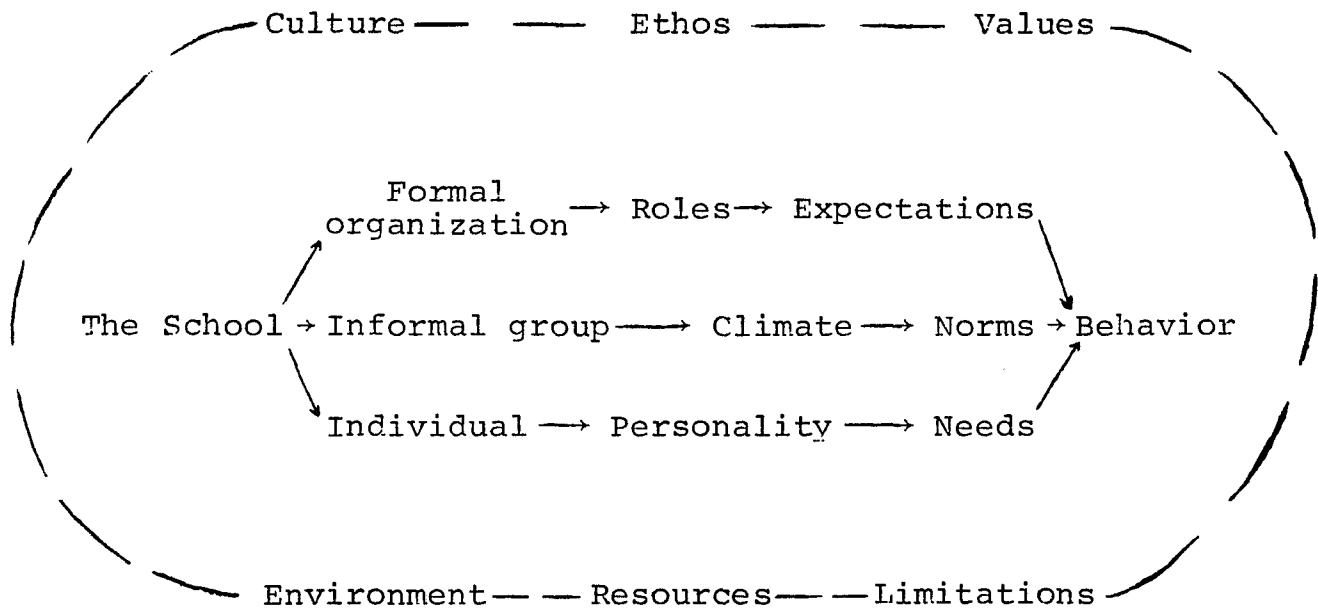 Culture Ethos Values
Formal
organization → Roles → Expectations
The School → Informal group → Climate → Norms → Behavior
Individual → Personality → Needs
Environment Resources Limitations